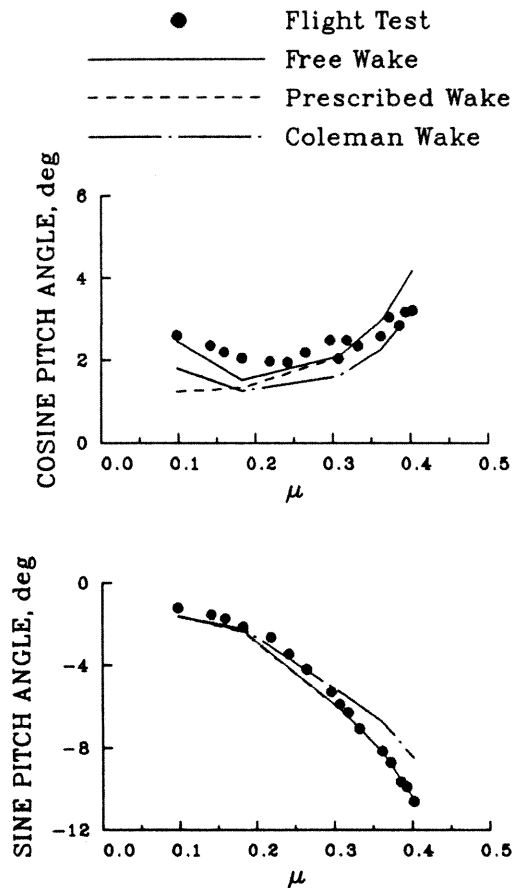 Flight Test
Free Wake
Prescribed Wake
Coleman Wake
COSINE PITCH ANGLE, deg
6
4
2
0
0.0 0.1 0.2 0.3 0.4 0.5
μ
SINE PITCH ANGLE, deg
0
-4
-8
-12
0.0 0.1 0.2 0.3 0.4 0.5
μ